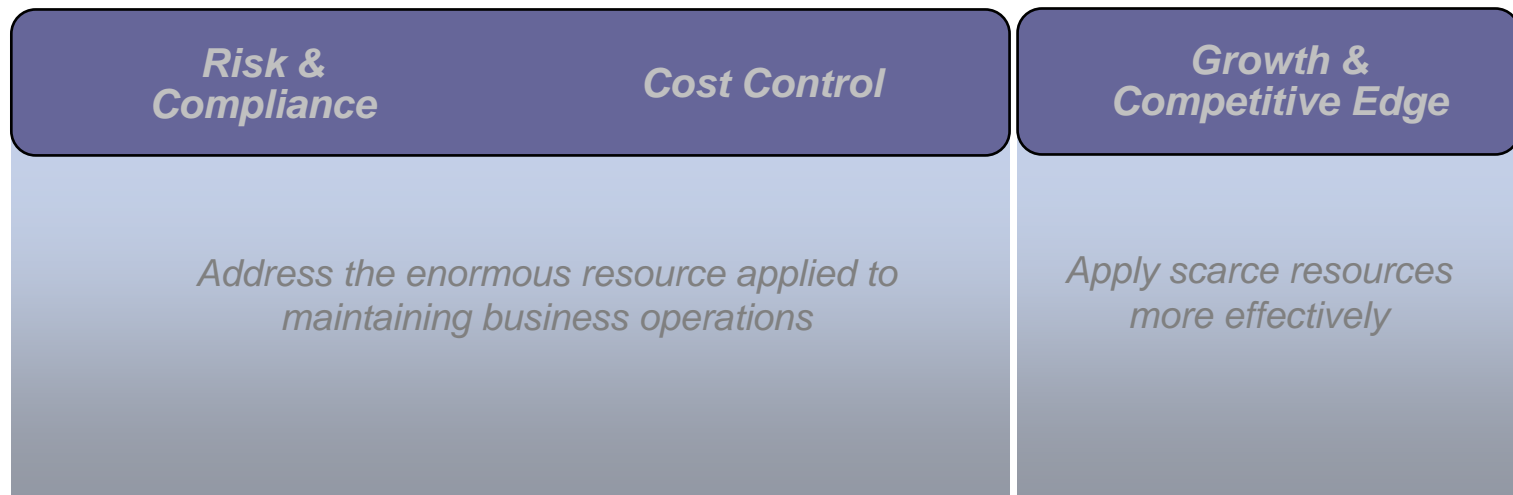 Risk &
Compliance
Cost Control
Growth &
Competitive Edge
Address the enormous resource applied to
maintaining business operations
Apply scarce resources
more effectively